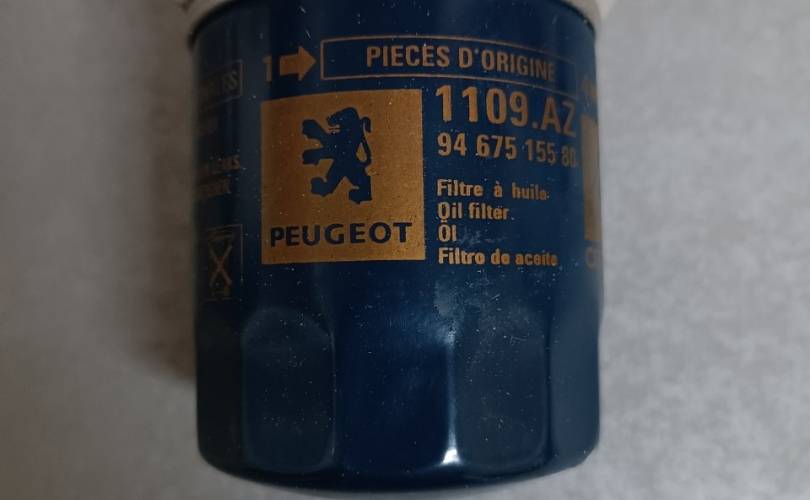 1
PIECES D'ORIGINE
1109.AZ
94 675 155 80
Filtre à huile
Oil filter
Öl
Filtro de aceite
PEUGEOT